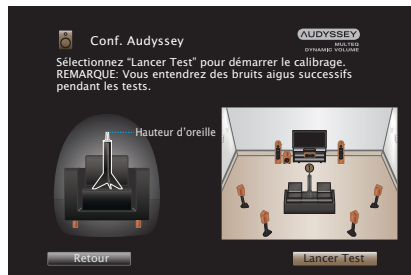 Conf. Audyssey
AUDYSSEY
MULTEQ
DYNAMIC VOLUME
Sélectionnez “Lancer Test” pour démarrer le calibrage.
REMARQUE: Vous entendrez des bruits aigus successifs
pendant les tests.
Hauteur d’oreille
Retour
Lancer Test